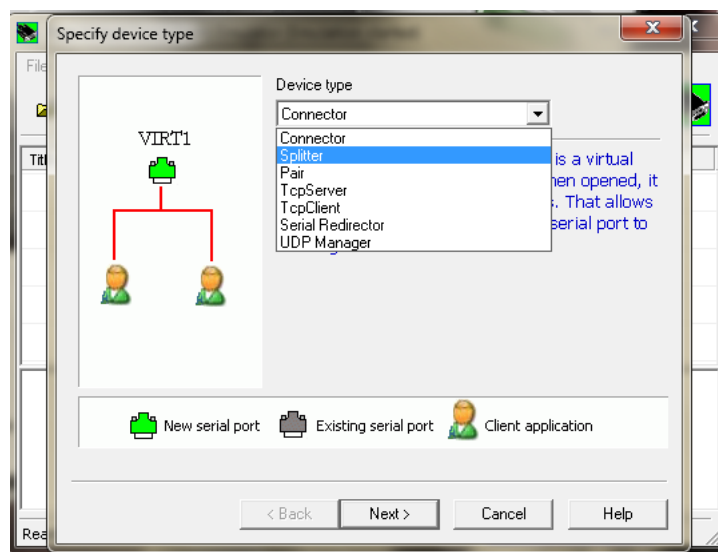 Specify device type
File
Device type
Connector
VIRT1
Connector
Splitter
Pair
TcpServer
TcpClient
Serial Redirector
UDP Manager
is a virtual
hen opened, it
s. That allows
serial port to
Titl
New serial port
Existing serial port
Client application
< Back
Next >
Cancel
Help
Rea